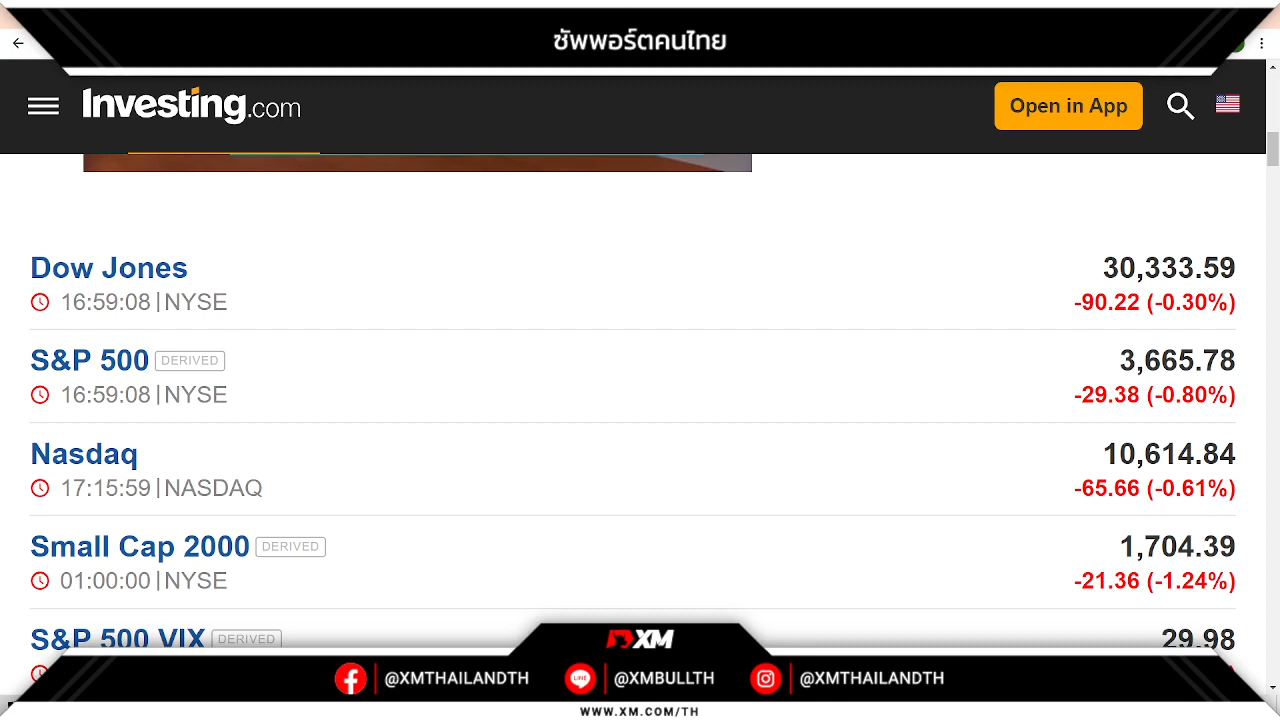 ซัพพอร์ตคนไทย
Investing.com
Open in App
Dow Jones
30,333.59
16:59:08|NYSE
-90.22 (-0.30%)
S&P 500 DERIVED
3,665.78
16:59:08|NYSE
-29.38 (-0.80%)
Nasdaq
10,614.84
17:15:59|NASDAQ
-65.66 (-0.61%)
Small Cap 2000 DERIVED
1,704.39
01:00:00|NYSE
-21.36 (-1.24%)
S&P 500 VIX DERIVED
29.98
XM
@XMTHAILANDTH
LINE
@XMBULLTH
@XMTHAILANDTH
WWW.XM.COM/TH